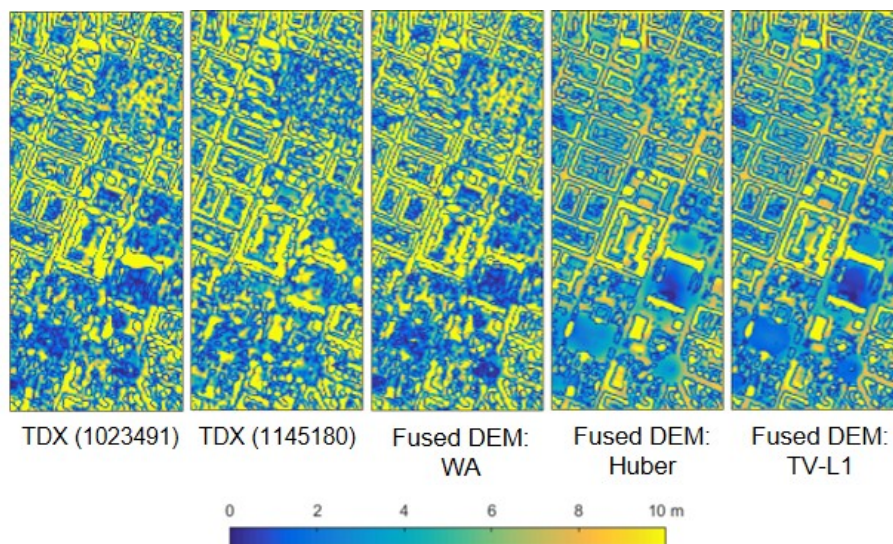 TDX (1023491) TDX (1145180) Fused DEM: Fused DEM: Fused DEM:
WA Huber TV-L1
0 2 4 6 8 10 m